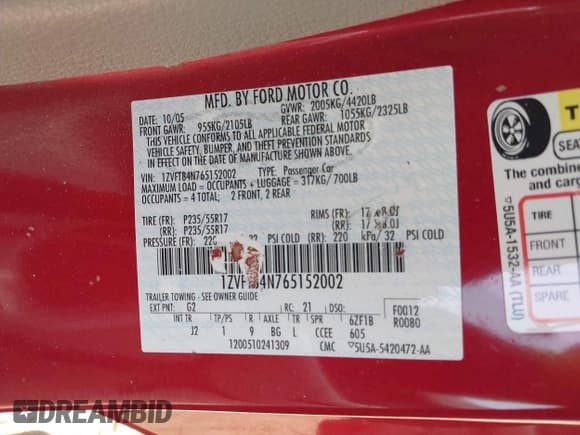 MFD. BY FORD MOTOR CO.
DATE: 10/05 GVWR: 2005KG/4420LB
FRONT GAWR: 955KG/2105LB REAR GAWR: 1055KG/2325LB
THIS VEHICLE CONFORMS TO ALL APPLICABLE FEDERAL MOTOR
VEHICLE SAFETY, BUMPER, AND THEFT PREVENTION STANDARDS
IN EFFECT ON THE DATE OF MANUFACTURE SHOWN ABOVE.
VIN: 1ZVFT84N765152002 TYPE: Passenger Car
MAXIMUM LOAD = OCCUPANTS + LUGGAGE = 317KG/700LB
OCCUPANTS = 4 TOTAL: 2 FRONT, 2 REAR
TIRE (FR): P235/55R17 RIMS (FR):
(RR): P235/55R17 (RR):
PRESSURE (FR): 220 PSI COLD (RR): 220 kPa/32 PSI COLD
1ZVFT84N765152002
TRAILER TOWING - SEE OWNER GUIDE
EXT PNT: G2 RC: 21 DSO: F0012
R0080
INT TR TP/PS R AXLE TR SPR 6ZF1B
J2 1 9 BG L CCEE 605
1200510241309 CMC 5U5A-5420472-AA
T
SEA
The combine
and carg
TIRE
FRONT
REAR
SPARE
5U5A-1532-AA (TLU)
DREAMBID